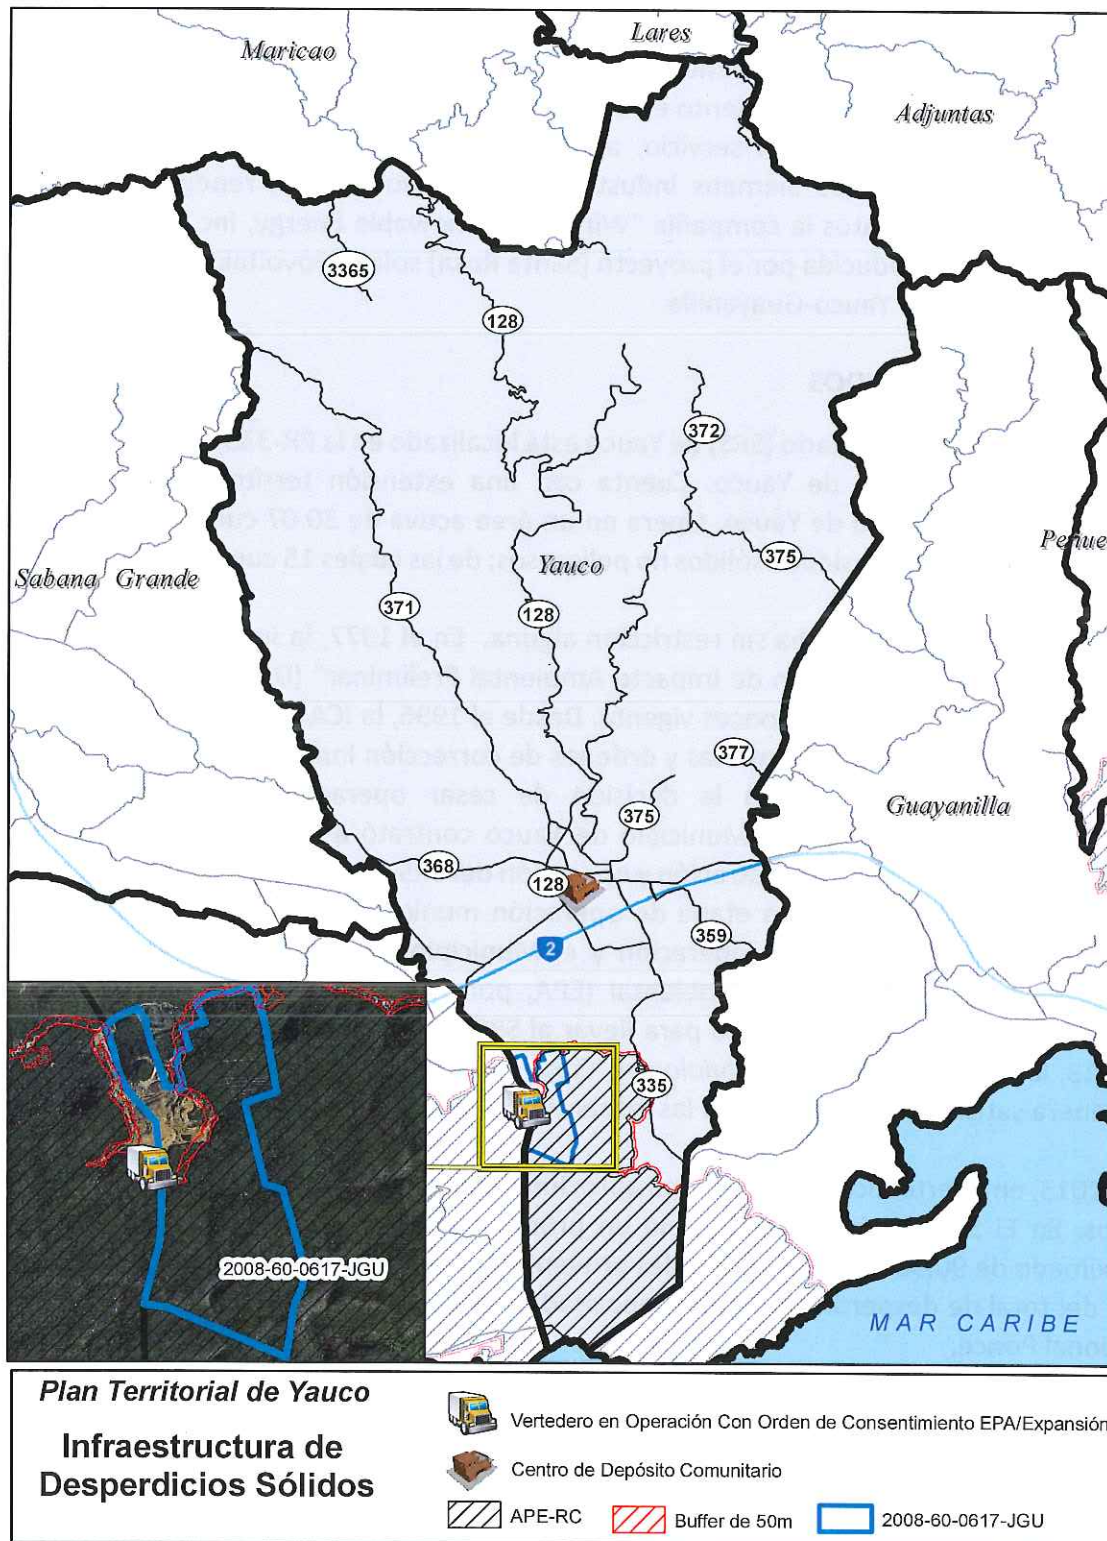 Lares
Maricao
Adjuntas
3365
128
372
375
Peñue
Sabana Grande
Yauco
371
128
377
Guayanilla
375
368
128
359
2
335
2008-60-0617-JGU
MAR CARIBE
Plan Territorial de Yauco
Infraestructura de
Desperdicios Sólidos
Vertedero en Operación Con Orden de Consentimiento EPA/Expansión
Centro de Depósito Comunitario
APE-RC
Buffer de 50m
2008-60-0617-JGU